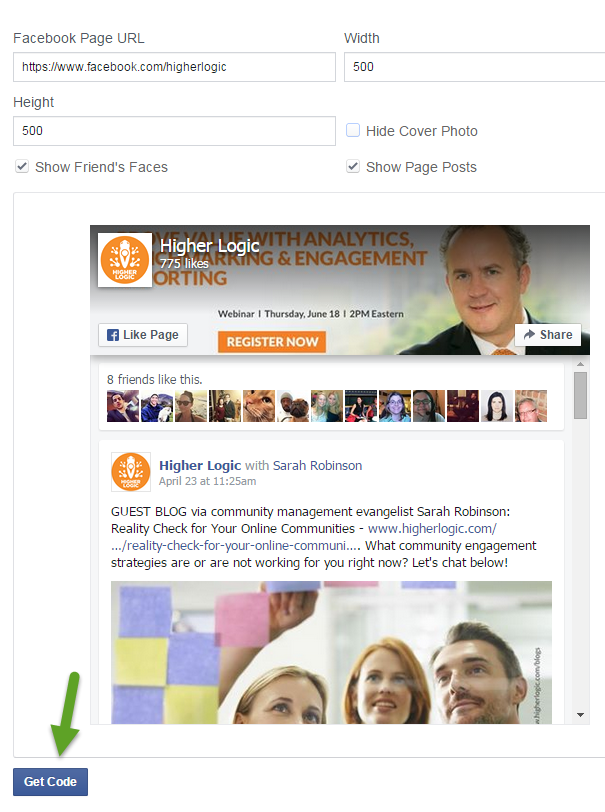 Facebook Page URL
Width
https://www.facebook.com/higherlogic
500
Height
500
Hide Cover Photo
Show Friend's Faces
Show Page Posts
VE VALUE WITH ANALYTICS,
Higher Logic
ARKING & ENGAGEMENT
775 likes
HIGHER
LOGIC
ORTING
Webinar I Thursday, June 18 I 2PM Eastern
Like Page
REGISTER NOW
Share
8 friends like this.
Higher Logic with Sarah Robinson
April 23 at 11:25am
HIGHER
LOGIC
GUEST BLOG via community management evangelist Sarah Robinson:
Reality Check for Your Online Communities - www.higherlogic.com/
.../reality-check-for-your-online-communi.... What community engagement
strategies are or are not working for you right now? Let's chat below!
higherlogic.com/blogs
Get Code